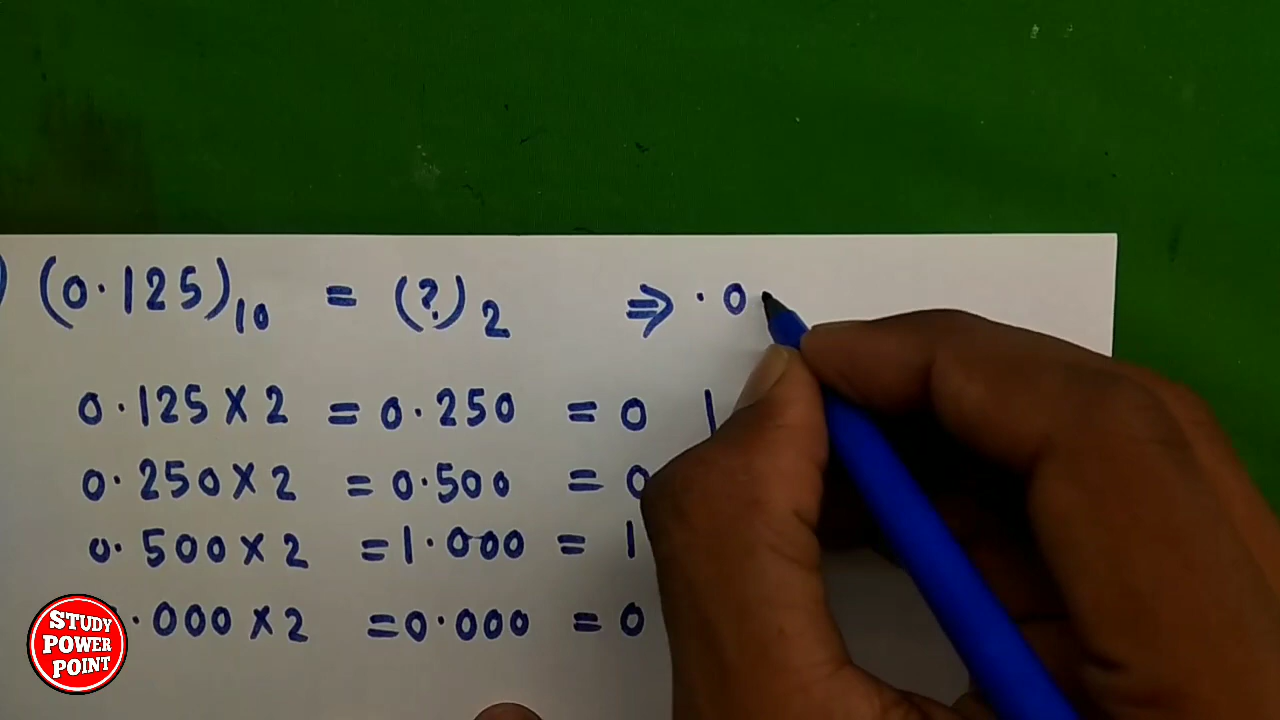 ) (0.125)10 = (?)2 ⇒ .0
0.125 X 2 = 0.250 = 0
0.250 X 2 = 0.500 = 0
0.500 X 2 = 1.000 = 1
.000 X 2 = 0.000 = 0
STUDY
POWER
POINT